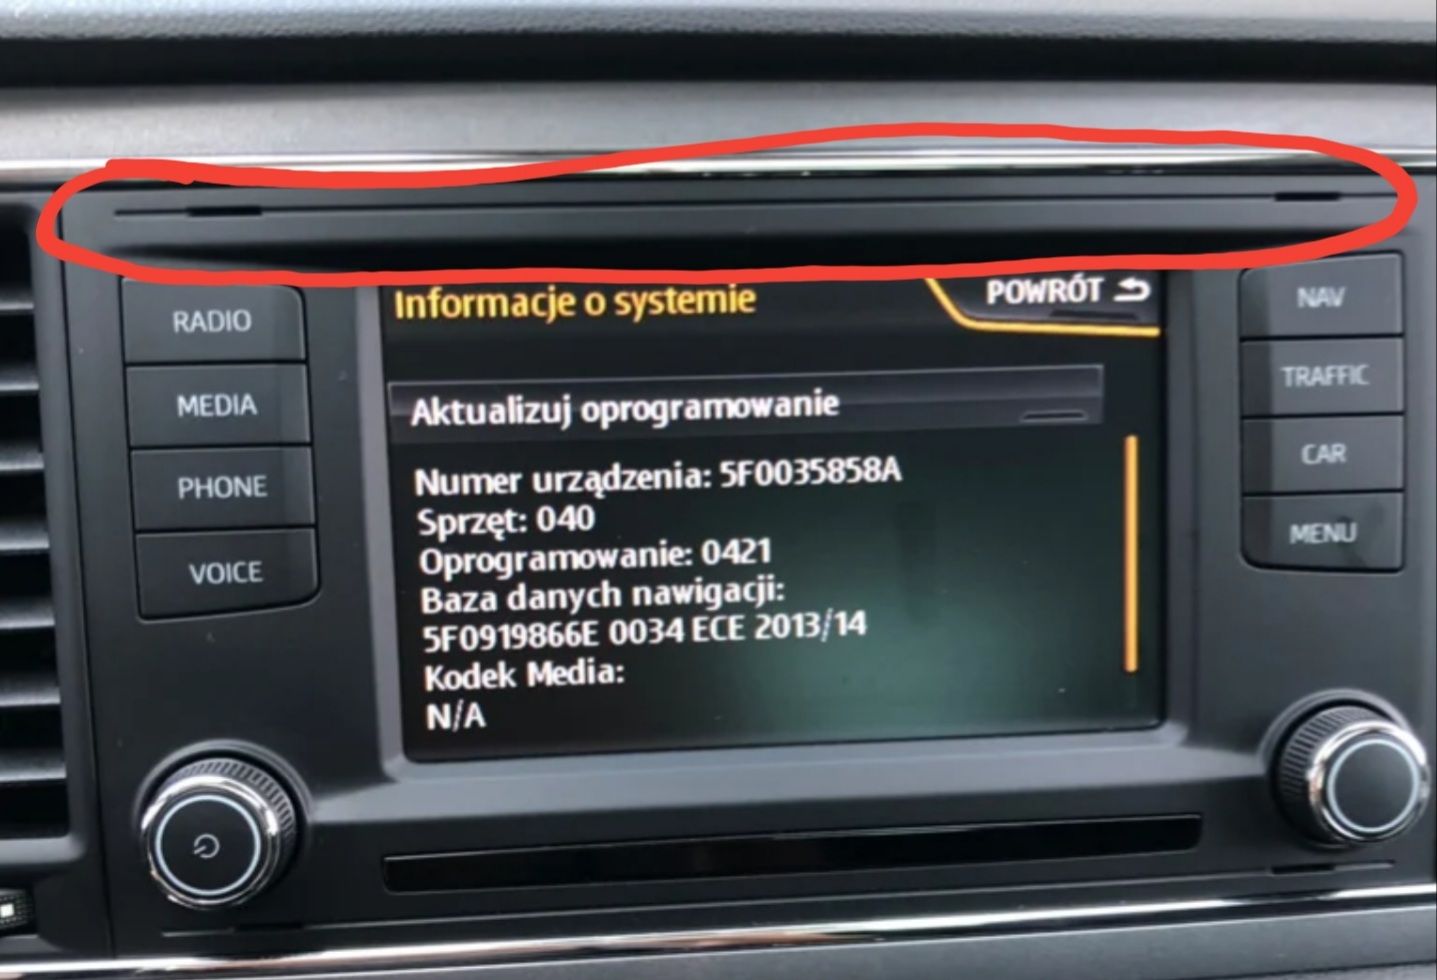 Informacje o systemie
POWRÓT
RADIO
NAV
Aktualizuj oprogramowanie
MEDIA
TRAFFIC
Numer urządzenia: 5F0035858A
PHONE
CAR
Sprzęt: 040
Oprogramowanie: 0421
MENU
VOICE
Baza danych nawigacji:
5F0919866E 0034 ECE 2013/14
Kodek Media:
N/A